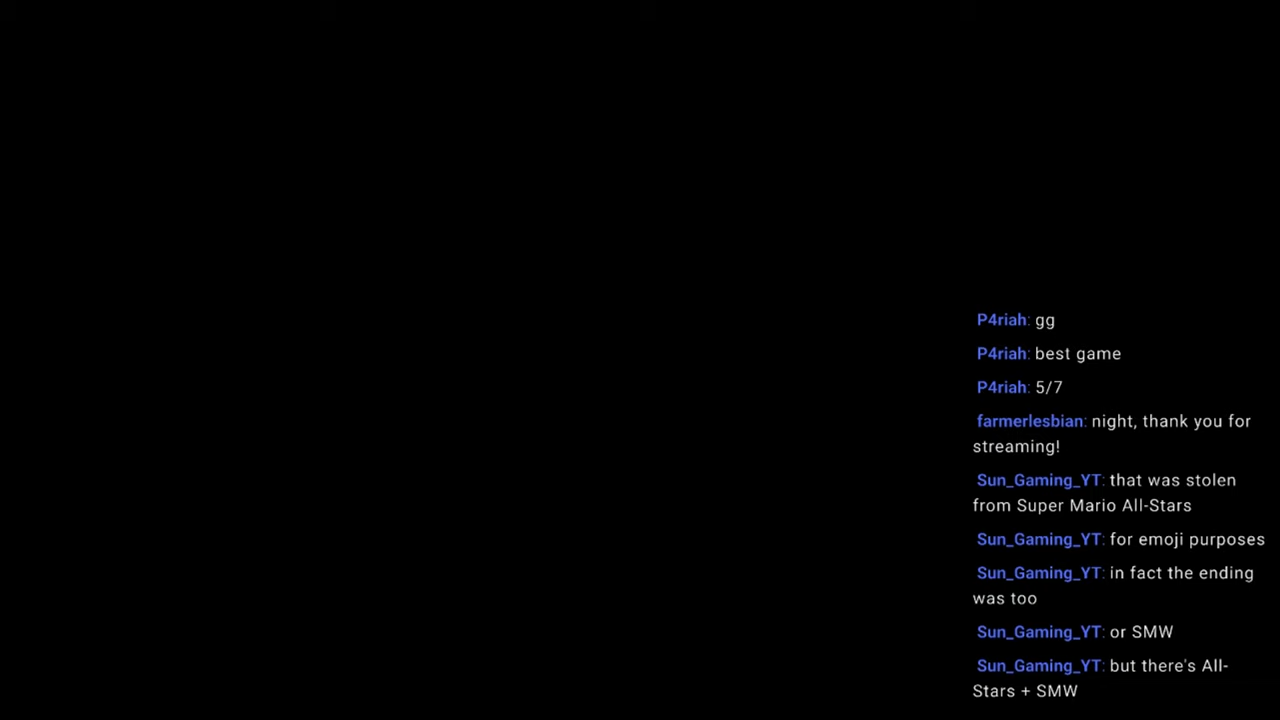 P4riah: gg
P4riah: best game
P4riah: 5/7
farmerlesbian: night, thank you for
streaming!
Sun_Gaming_YT: that was stolen
from Super Mario All-Stars
Sun_Gaming_YT: for emoji purposes
Sun_Gaming_YT: in fact the ending
was too
Sun_Gaming_YT: or SMW
Sun_Gaming_YT: but there's All-
Stars + SMW